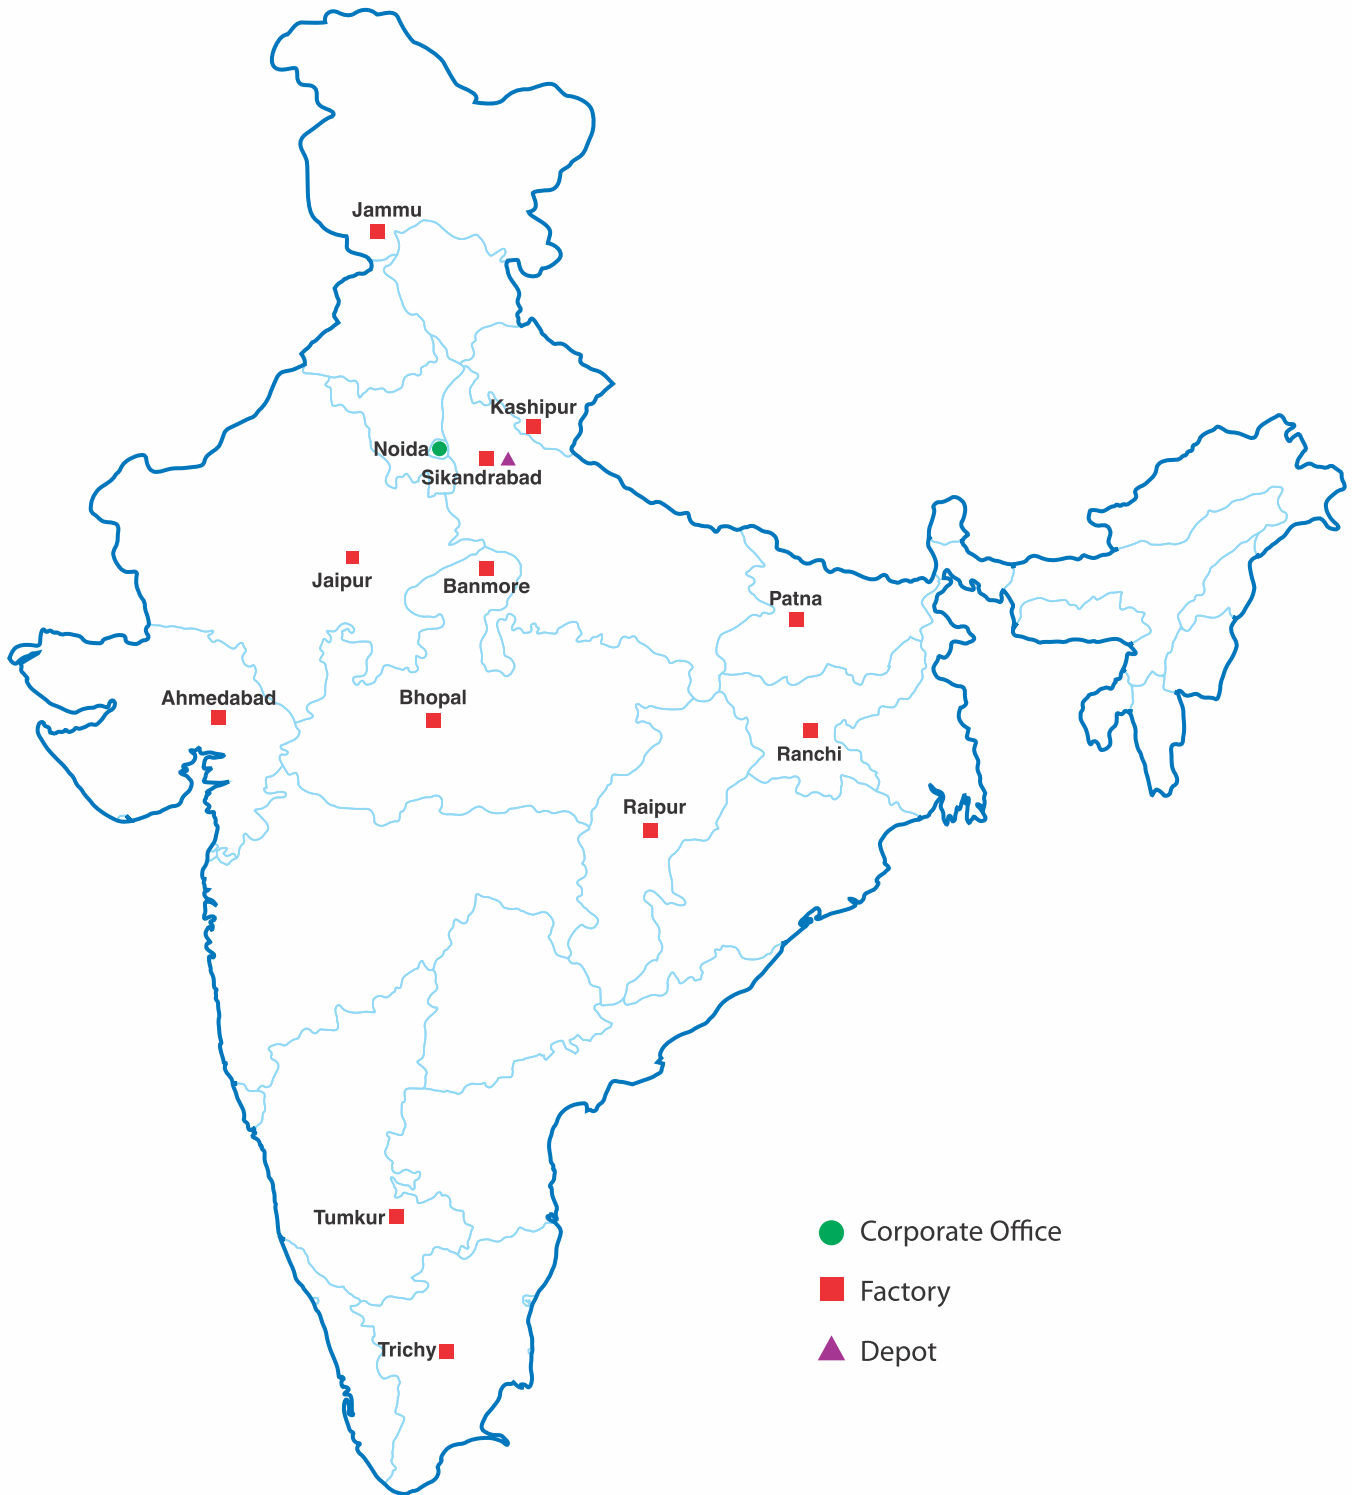 Jammu
Kashipur
Noida
Sikandrabad
Jaipur
Banmore
Patna
Ahmedabad
Bhopal
Ranchi
Raipur
Tumkur
Trichy
Corporate Office
Factory
Depot